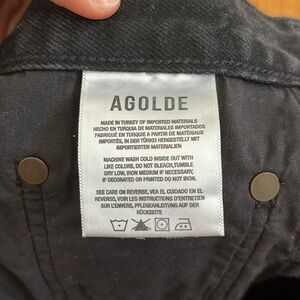 AGOLDE
MADE IN TURKEY OF IMPORTED MATERIALS
HECHO EN TURQUIA DE MATERIALES IMPORTADOS
FABRIQUÉ A PARTIR DE MATÉRIAUX
IMPORTÉS, IN DER TÜRKEI HERGESTELLT MIT
IMPORTIERTEN MATERIALIEN
MACHINE WASH COLD INSIDE OUT WITH
LIKE COLORS, DO NOT BLEACH,TUMBLE
DRY LOW, IRON MEDIUM IF NECESSARY,
IF DECORATED OR PRINTED DO NOT IRON.
SEE CARE ON REVERSE, VEA EL CUIDADO EN EL
REVERSO, VOIR LES INSTRUCTIONS D'ENTRETIEN
SUR L'ENVERS, PFLEGEANLEITUNG AUF DER
RÜCKSEITE